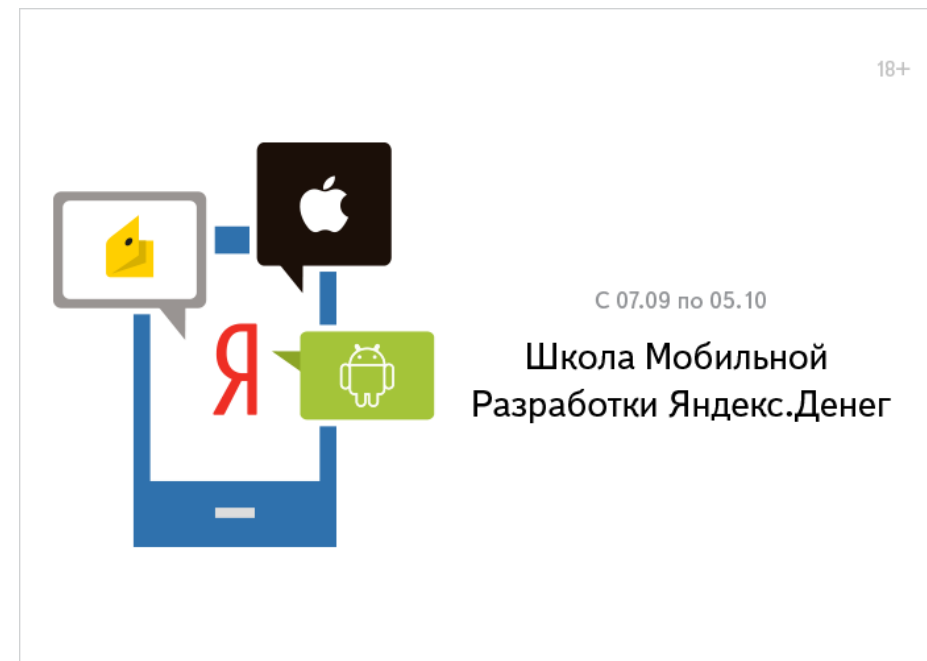 18+
Я
С 07.09 по 05.10
Школа Мобильной
Разработки Яндекс.Денег